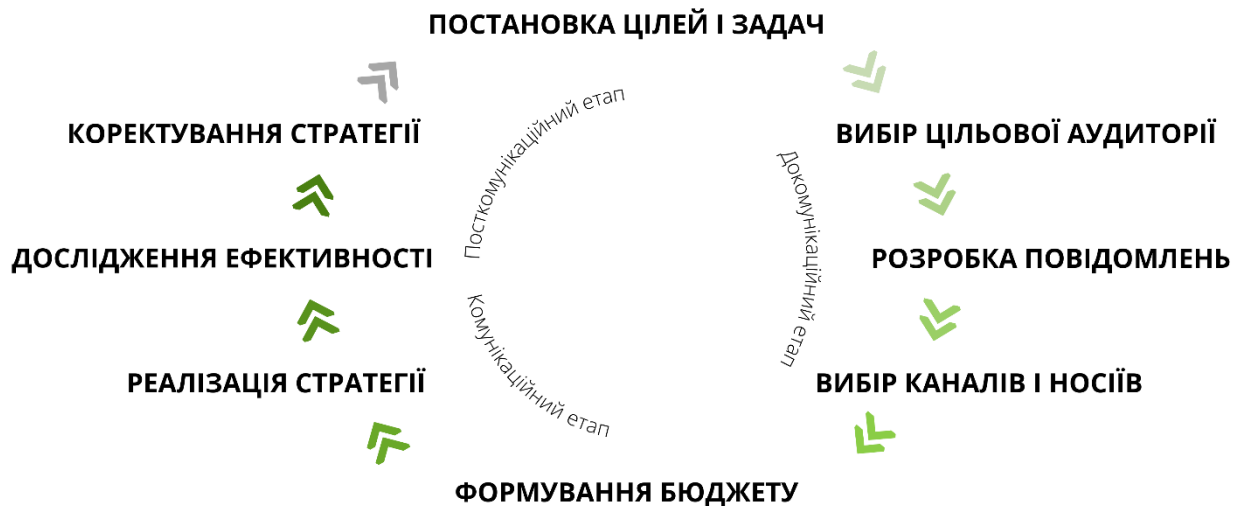 ПОСТАНОВКА ЦІЛЕЙ І ЗАДАЧ
ВИБІР ЦІЛЬОВОЇ АУДИТОРІЇ
РОЗРОБКА ПОВІДОМЛЕНЬ
ВИБІР КАНАЛІВ І НОСІЇВ
ФОРМУВАННЯ БЮДЖЕТУ
РЕАЛІЗАЦІЯ СТРАТЕГІЇ
ДОСЛІДЖЕННЯ ЕФЕКТИВНОСТІ
КОРЕКТУВАННЯ СТРАТЕГІЇ
Докомунікаційний етап
Комунікаційний етап
Посткомунікаційний етап